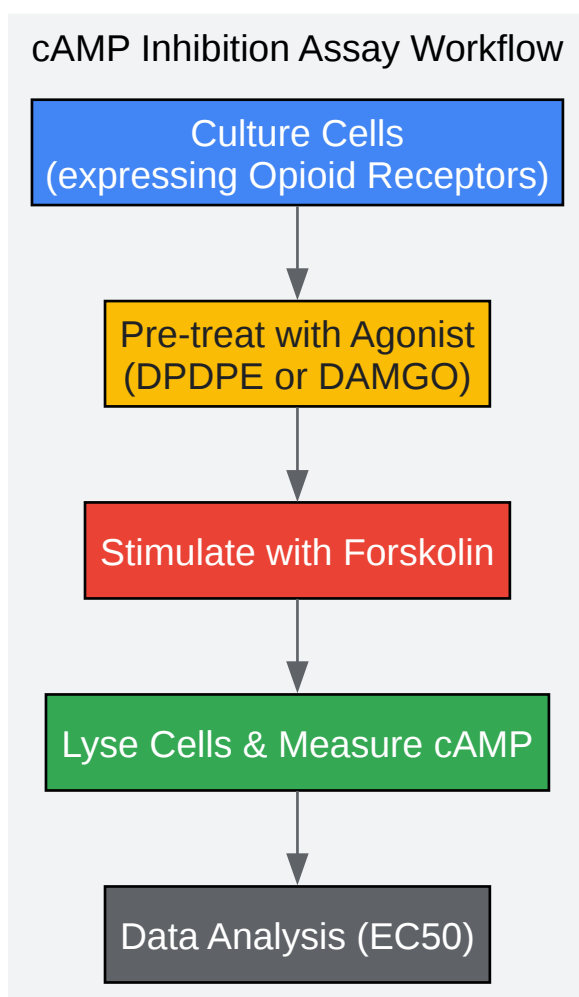 cAMP Inhibition Assay Workflow
Culture Cells
(expressing Opioid Receptors)
Pre-treat with Agonist
(DPDPE or DAMGO)
Stimulate with Forskolin
Lyse Cells & Measure cAMP
Data Analysis (EC50)